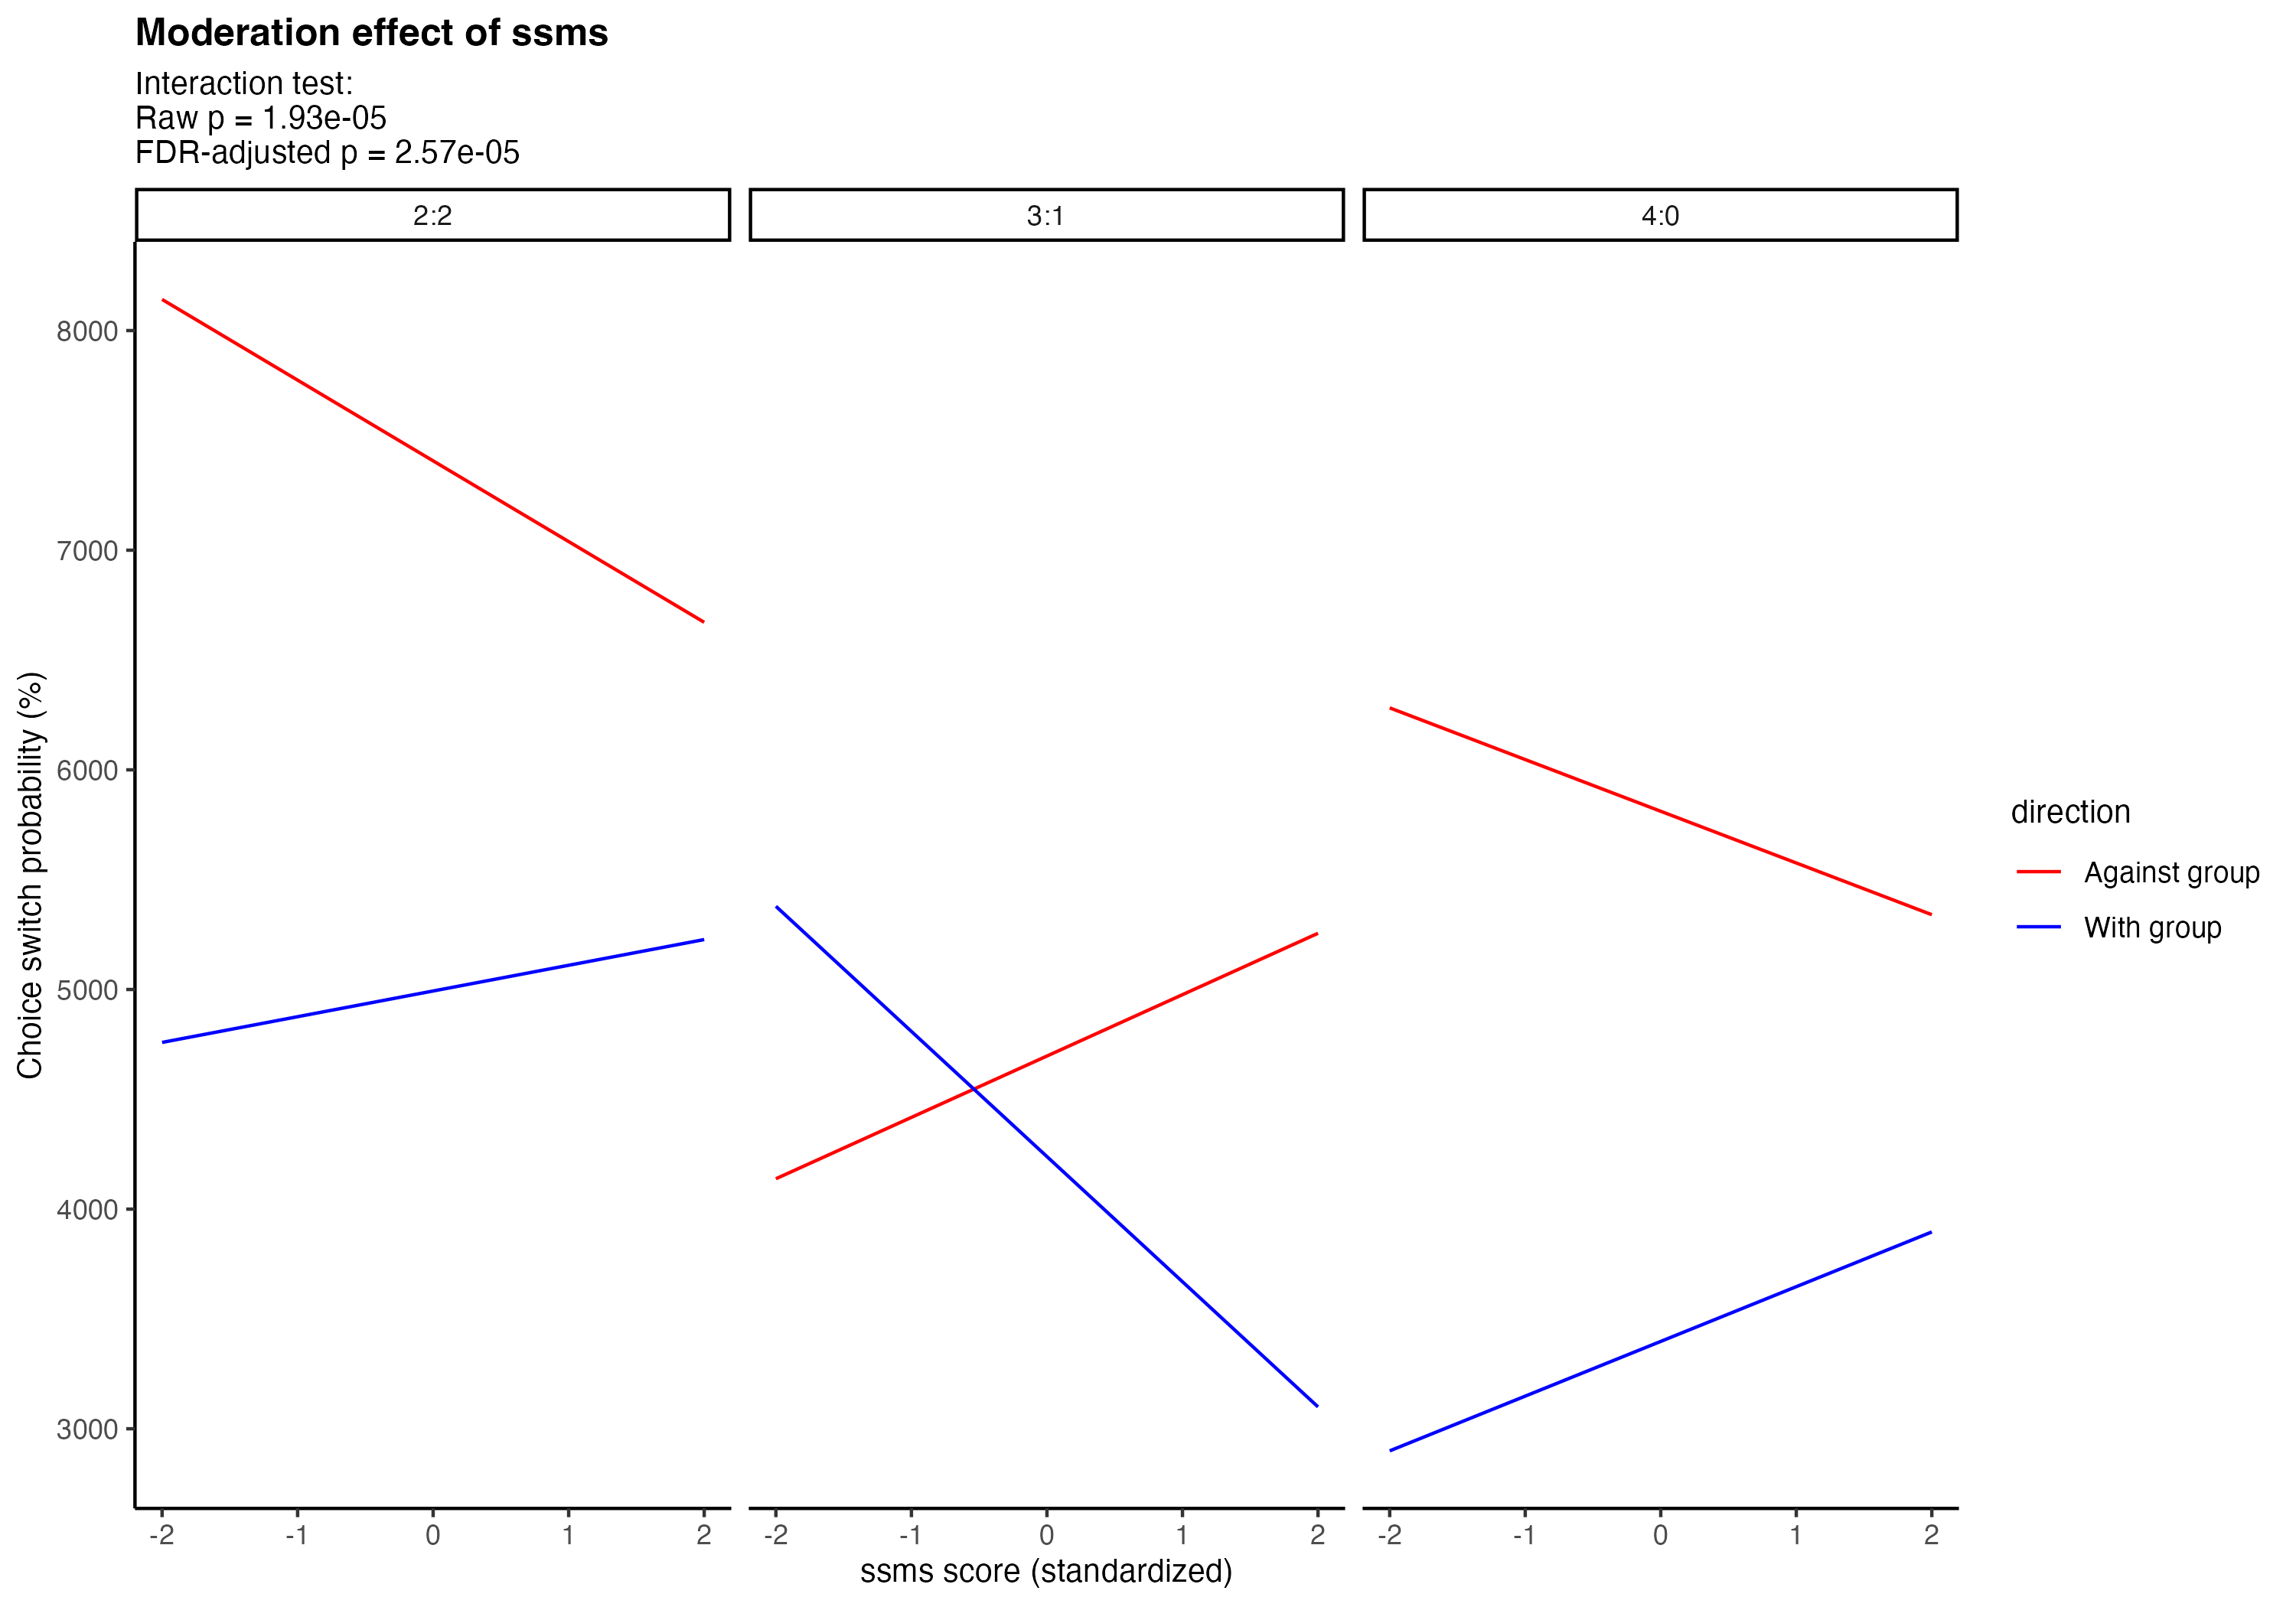 Moderation effect of ssms
Interaction test:
Raw p = 1.93e-05
FDR-adjusted p = 2.57e-05
2:2
3:1
4:0
Choice switch probability (%)
8000
7000
6000
5000
4000
3000
-2 -1 0 1 2
-2 -1 0 1 2
-2 -1 0 1 2
ssms score (standardized)
direction
Against group
With group